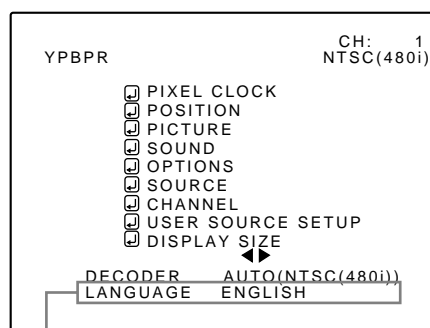 CH: 1
YPBPR NTSC(480i)
PIXEL CLOCK
POSITION
PICTURE
SOUND
OPTIONS
SOURCE
CHANNEL
USER SOURCE SETUP
DISPLAY SIZE
DECODER AUTO(NTSC(480i))
LANGUAGE ENGLISH